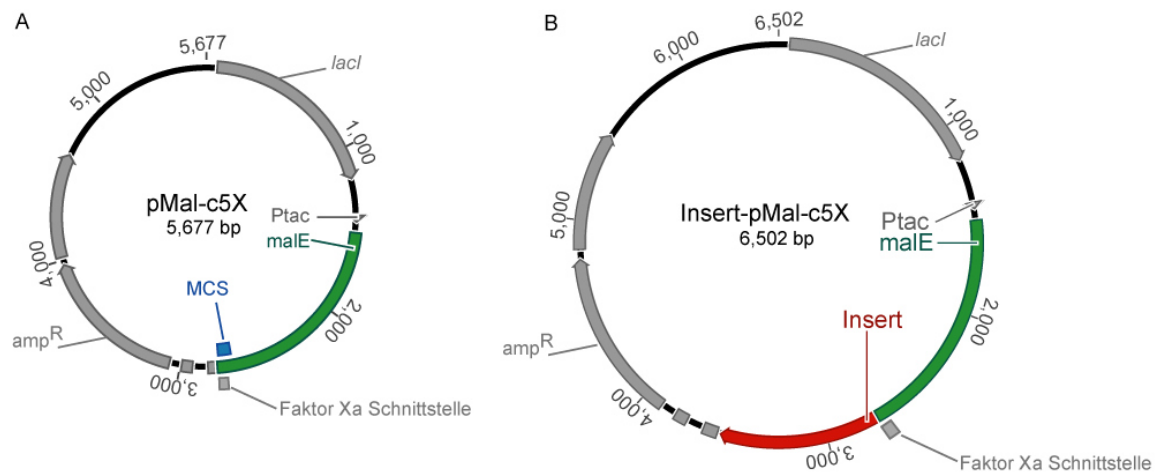 A
5,677
lacI
5,000
1,000
pMal-c5X
5,677 bp
Ptac
malE
4,000
MCS
2,000
ampR
3,000
Faktor Xa Schnittstelle
B
6,502
lacI
6,000
1,000
Insert-pMal-c5X
6,502 bp
Ptac
malE
5,000
2,000
Insert
ampR
4,000
3,000
Faktor Xa Schnittstelle